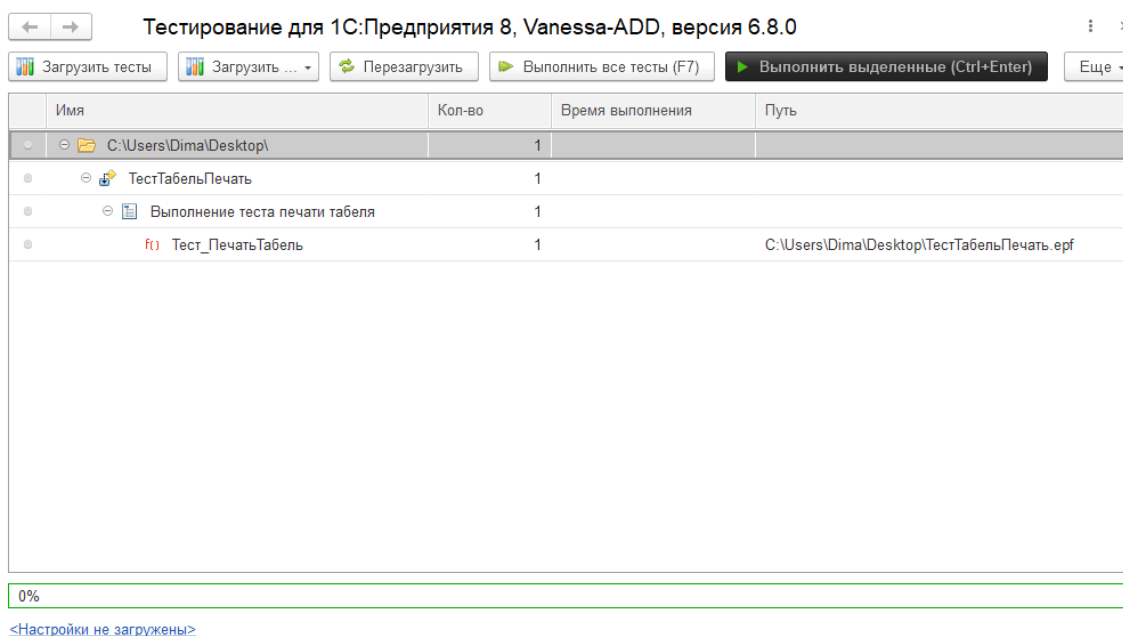 Тестирование для 1С:Предприятия 8, Vanessa-ADD, версия 6.8.0
Загрузить тесты Загрузить ... Перезагрузить Выполнить все тесты (F7) Выполнить выделенные (Ctrl+Enter) Еще
Имя Кол-во Время выполнения Путь
C:\Users\Dima\Desktop\ 1
ТестТабельПечать 1
Выполнение теста печати табеля 1
f() Тест_ПечатьТабель 1 C:\Users\Dima\Desktop\ТестТабельПечать.epf
0%
<Настройки не загружены>